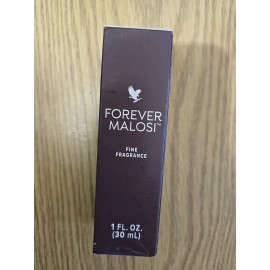 FOREVER
MALOSI™
FINE
FRAGRANCE
1 FL. OZ.
(30 mL)